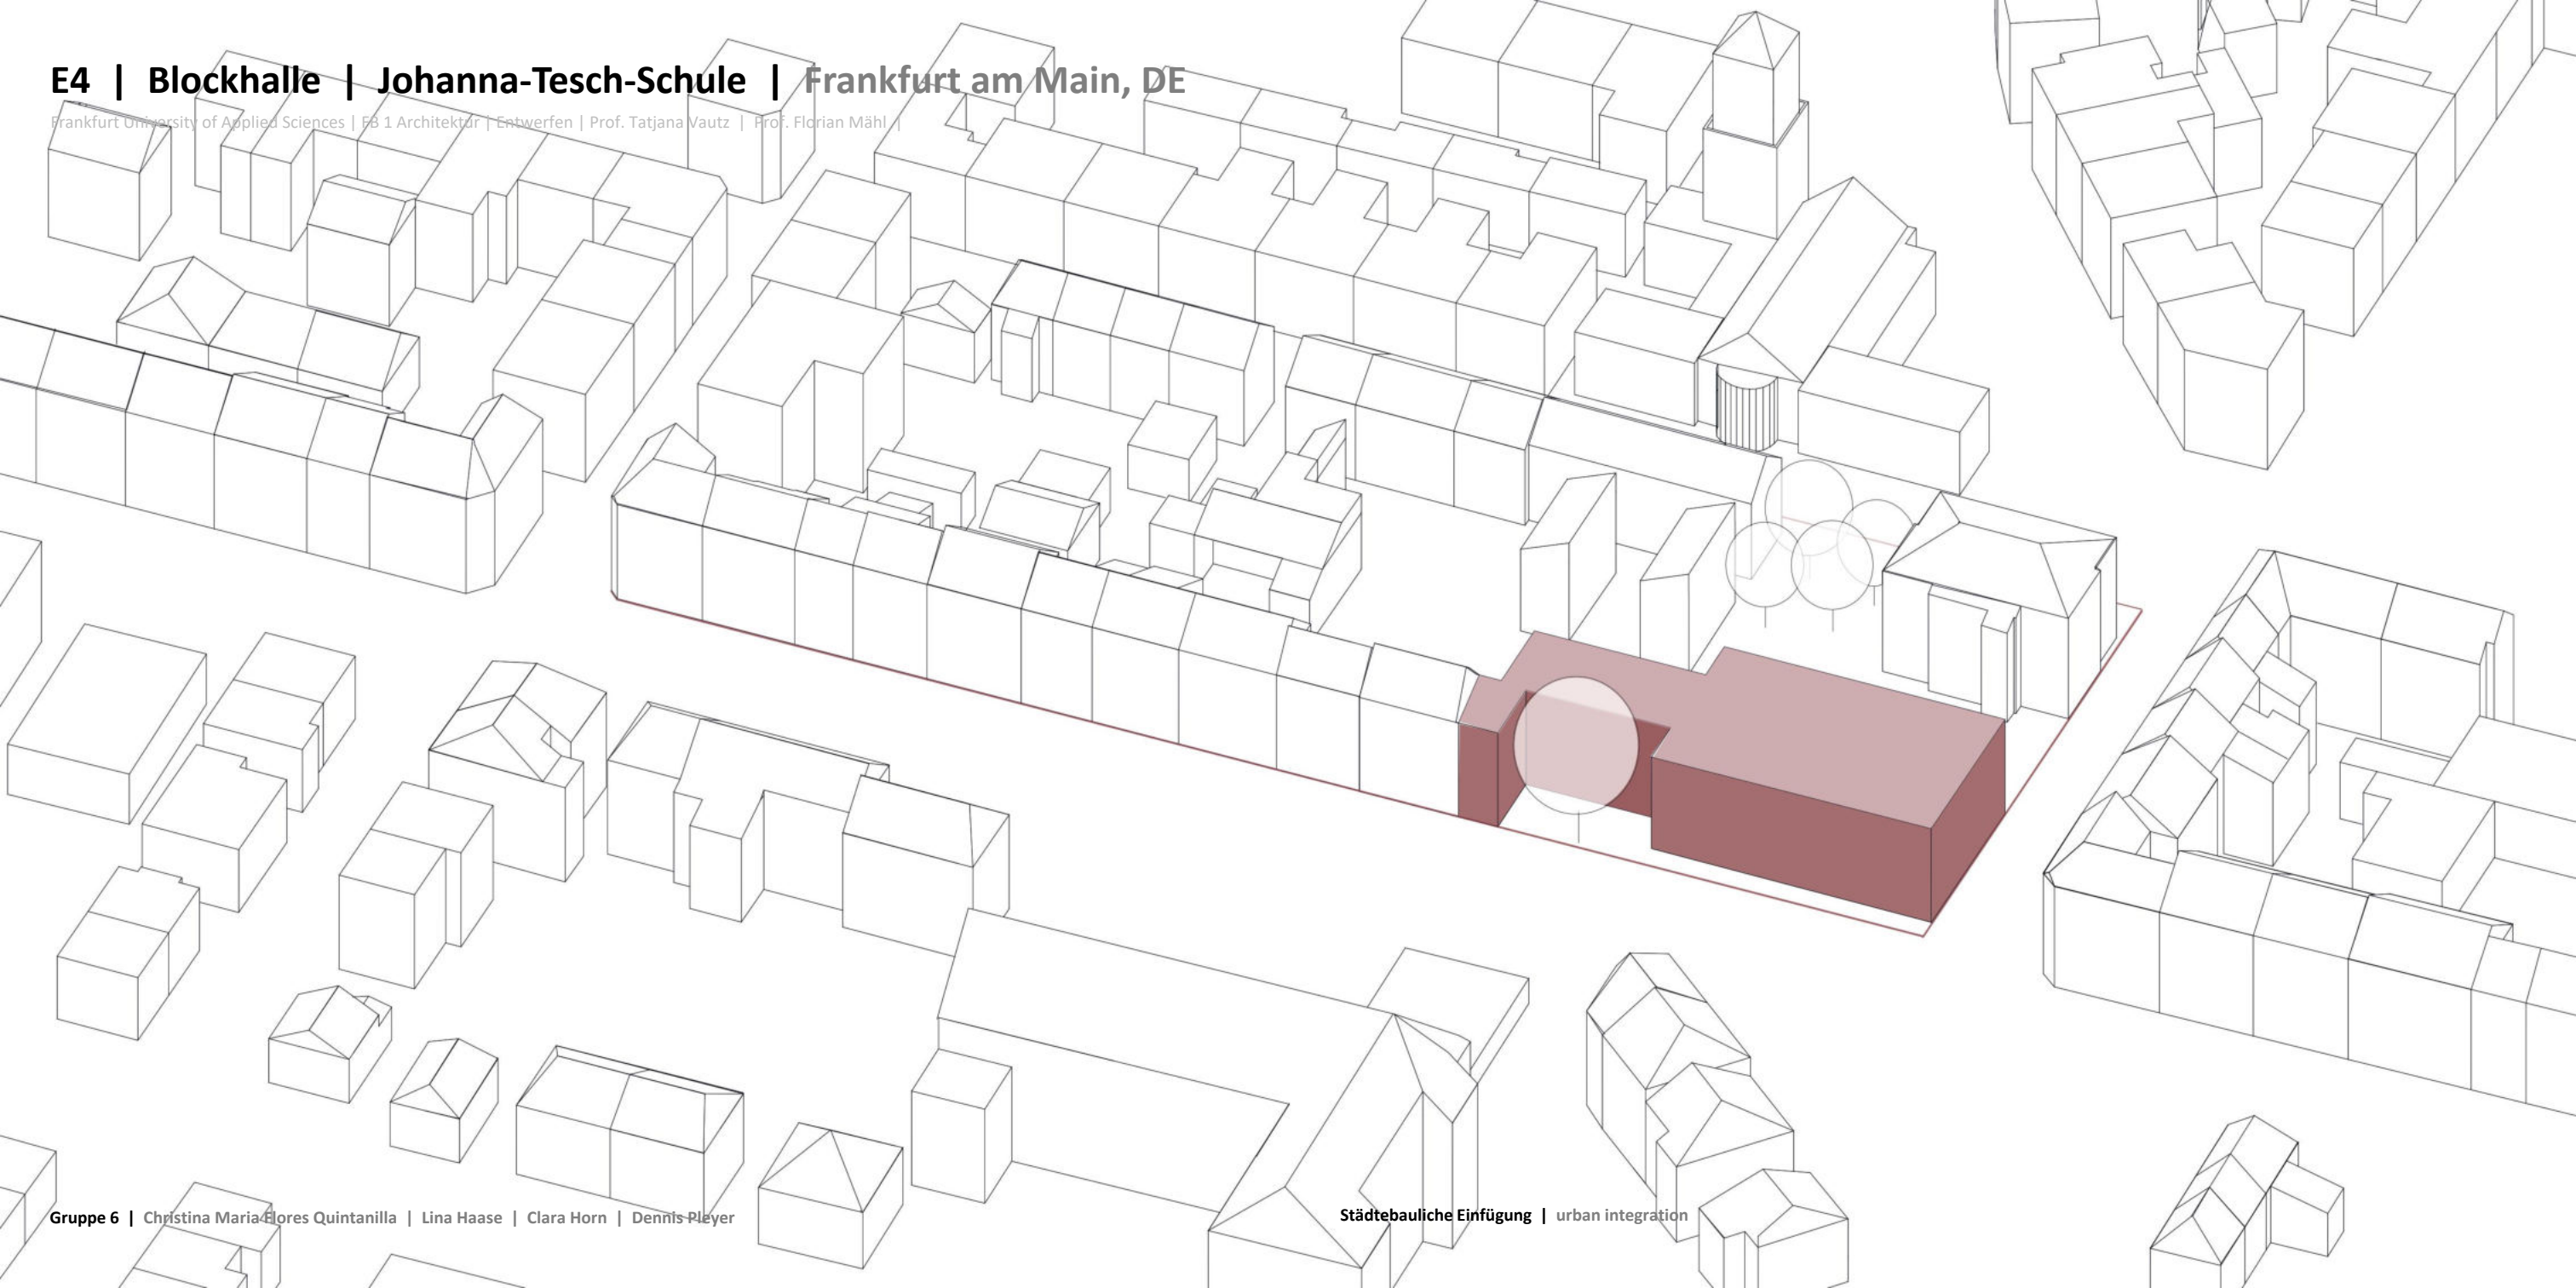 E4 | Blockhalle | Johanna-Tesch-Schule | Frankfurt am Main, DE
Frankfurt University of Applied Sciences | FB 1 Architektur | Entwerfen | Prof. Tatjana Vautz | Prof. Florian Mähl |
Gruppe 6 | Christina Maria Flores Quintanilla | Lina Haase | Clara Horn | Dennis Pleyer
Städtebauliche Einfügung | urban integration